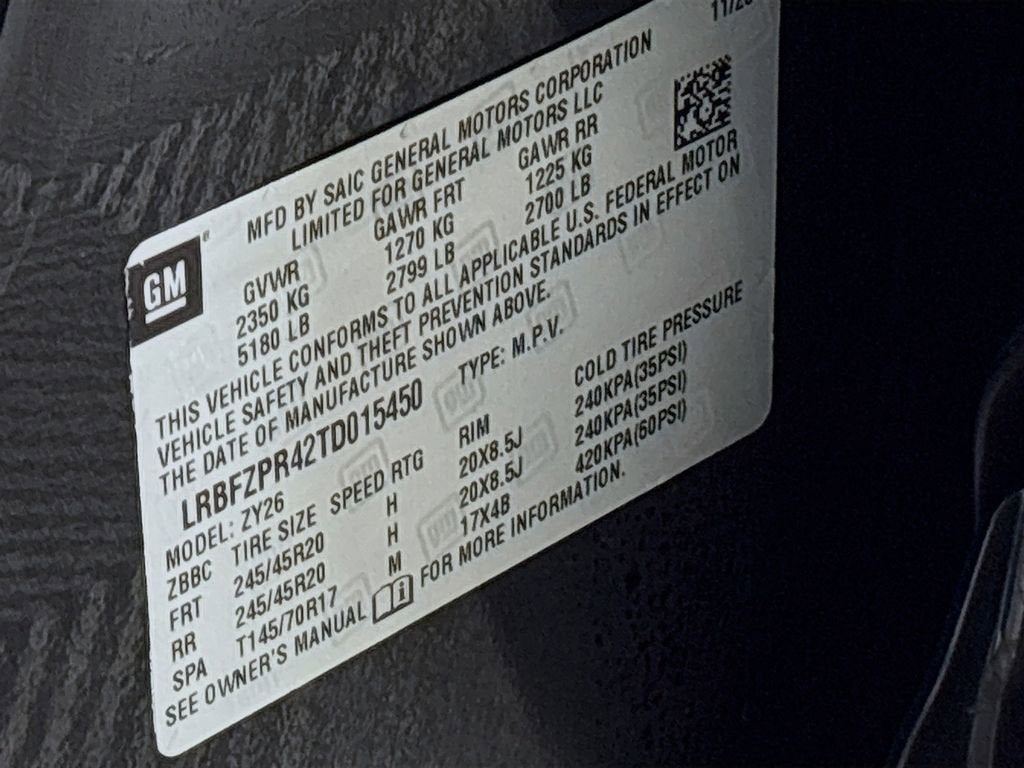 11/25
GM
MFD BY SAIC GENERAL MOTORS CORPORATION
LIMITED FOR GENERAL MOTORS LLC
GVWR GAWR FRT GAWR RR
2350 KG 1270 KG 1225 KG
5180 LB 2799 LB 2700 LB
THIS VEHICLE CONFORMS TO ALL APPLICABLE U.S. FEDERAL MOTOR
VEHICLE SAFETY AND THEFT PREVENTION STANDARDS IN EFFECT ON
THE DATE OF MANUFACTURE SHOWN ABOVE.
LRBFZPR42TD015450 TYPE: M.P.V.
MODEL: ZY26
ZBBC TIRE SIZE SPEED RTG RIM COLD TIRE PRESSURE
FRT 245/45R20 H 20X8.5J 240KPA(35PSI)
RR 245/45R20 H 20X8.5J 240KPA(35PSI)
SPA T145/70R17 M 17X4B 420KPA(60PSI)
SEE OWNER'S MANUAL FOR MORE INFORMATION.